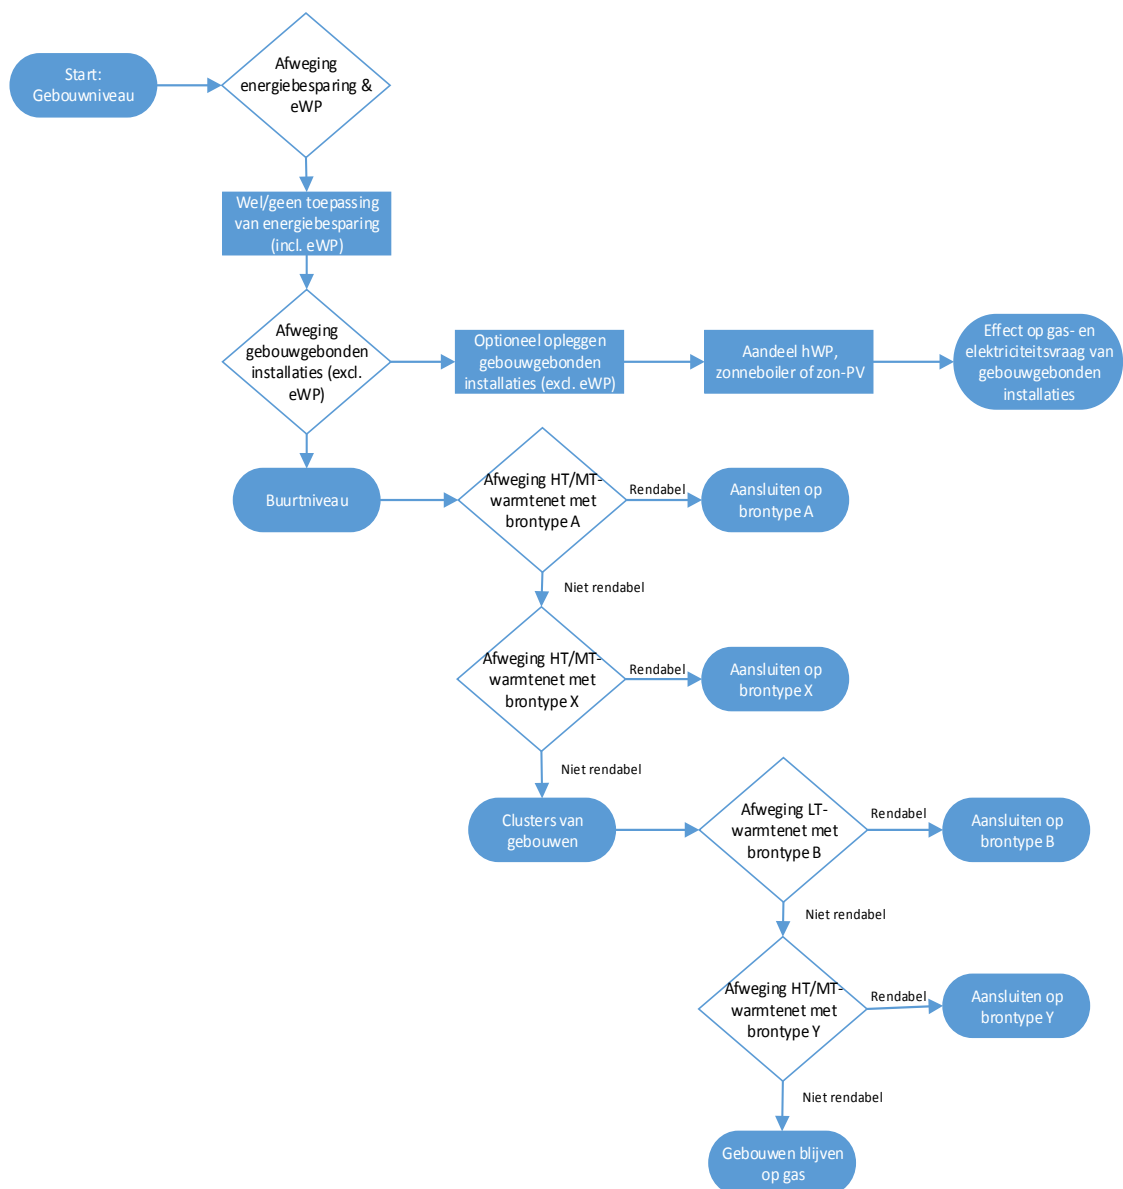 Start:
Gebouwniveau
Afweging
energiebesparing &
eWP
Wel/geen toepassing
van energiebesparing
(incl. eWP)
Afweging
gebouwgebonden
installaties (excl.
eWP)
Optioneel opleggen
gebouwgebonden
installaties (excl. eWP)
Aandeel hWP,
zonneboiler of zon-PV
Effect op gas- en
elektriciteitsvraag van
gebouwgebonden
installaties
Buurtniveau
Afweging HT/MT-
warmtenet met
brontype A
Rendabel
Aansluiten op
brontype A
Niet rendabel
Afweging HT/MT-
warmtenet met
brontype X
Rendabel
Aansluiten op
brontype X
Niet rendabel
Clusters van
gebouwen
Afweging LT-
warmtenet met
brontype B
Rendabel
Aansluiten op
brontype B
Niet rendabel
Afweging HT/MT-
warmtenet met
brontype Y
Rendabel
Aansluiten op
brontype Y
Niet rendabel
Gebouwen blijven
op gas